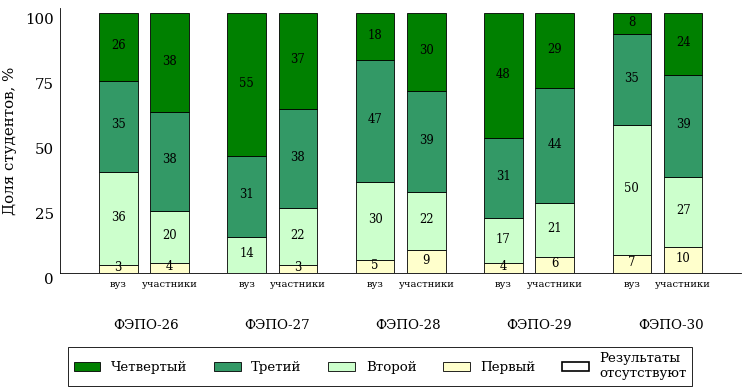 Доля студентов, %
100
75
50
25
0
26 38 55 37 18 30 48 29 8 24
35 38 31 38 47 39 31 44 35 39
36 20 14 22 30 22 17 21 50 27
3 4 3 5 9 4 6 7 10
вуз участники вуз участники вуз участники вуз участники вуз участники
ФЭПО-26 ФЭПО-27 ФЭПО-28 ФЭПО-29 ФЭПО-30
Четвертый Третий Второй Первый Результаты
отсутствуют